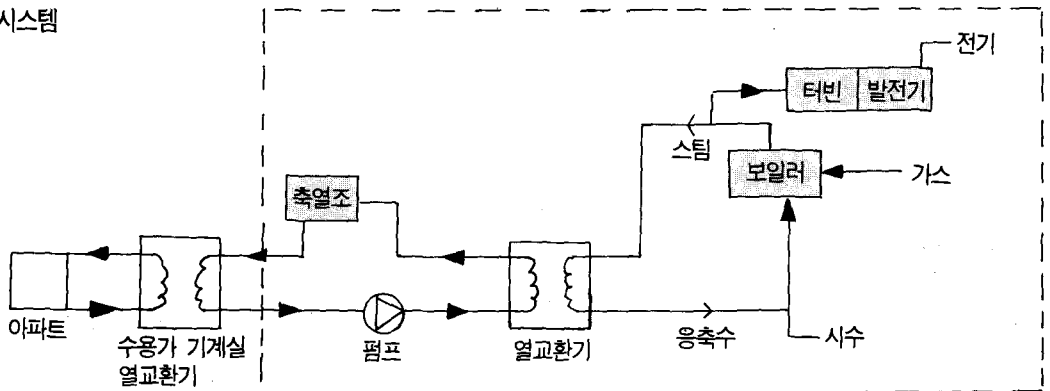 시스템
전기
터빈 발전기
스팀
보일러
가스
축열조
아파트
수용가 기계실
열교환기
펌프
열교환기
응축수
시수